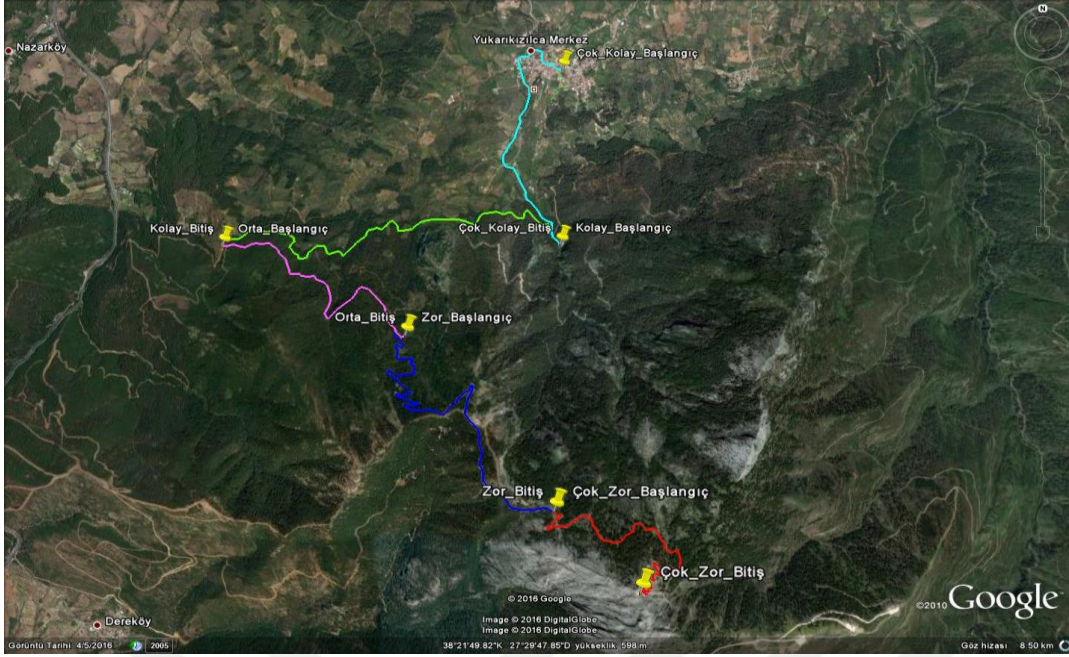 N
Nazarköy
Yukarıkızılca Merkez
Çok_Kolay_Başlangıç
Kolay_Bitiş
Orta_Başlangıç
Çok_Kolay_Bitiş
Kolay_Başlangıç
Orta_Bitiş
Zor_Başlangıç
Zor_Bitiş
Çok_Zor_Başlangıç
Çok_Zor_Bitiş
© 2016 Google
©2010 Google
Image © 2016 DigitalGlobe
Image © 2016 DigitalGlobe
Dereköy
Görüntü Tarihi: 4/5/2016 2005 38°21'49.82"K 27°29'47.85"D yükseklik 598 m Göz hizası 8.50 km